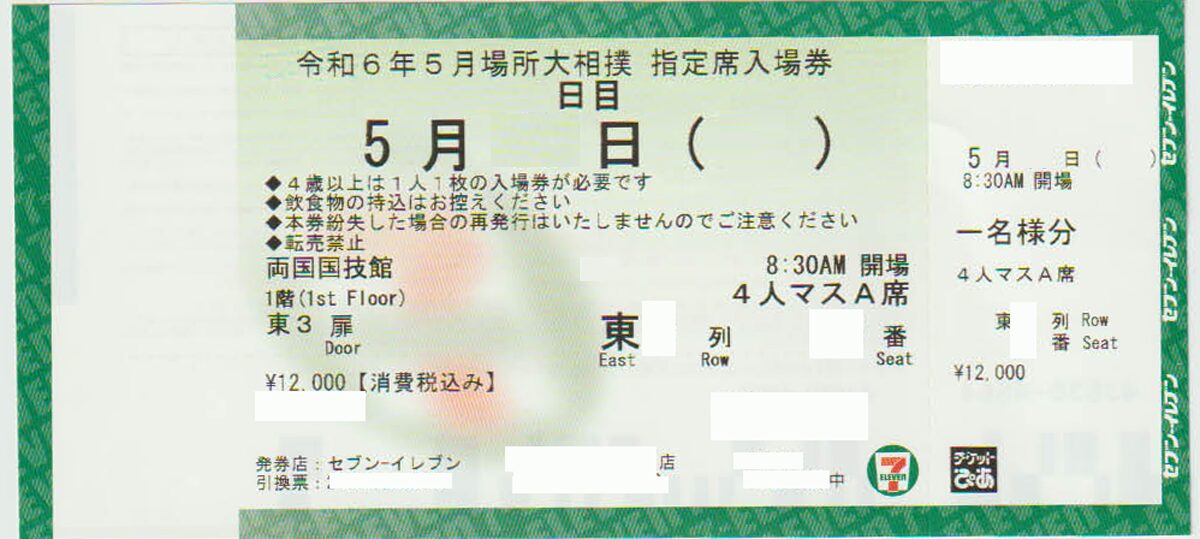 令和6年5月場所大相撲 指定席入場券
日目
5月 日( )
◆4歳以上は1人1枚の入場券が必要です
◆飲食物の持込はお控えください
◆本券紛失した場合の再発行はいたしませんのでご注意ください
◆転売禁止
両国国技館
8:30AM 開場
1階(1st Floor)
4人マスA席
東3 扉
Door
東 列 番
East Row Seat
¥12,000【消費税込み】
発券店:セブン-イレブン 店
引換票: 中
7
ELEVEN
チケット
ぴあ
5月 日( )
8:30AM 開場
一名様分
4人マスA席
東 列 Row
番 Seat
¥12,000
セブン-イレブン
セブン-イレブン
セブン-イレブン